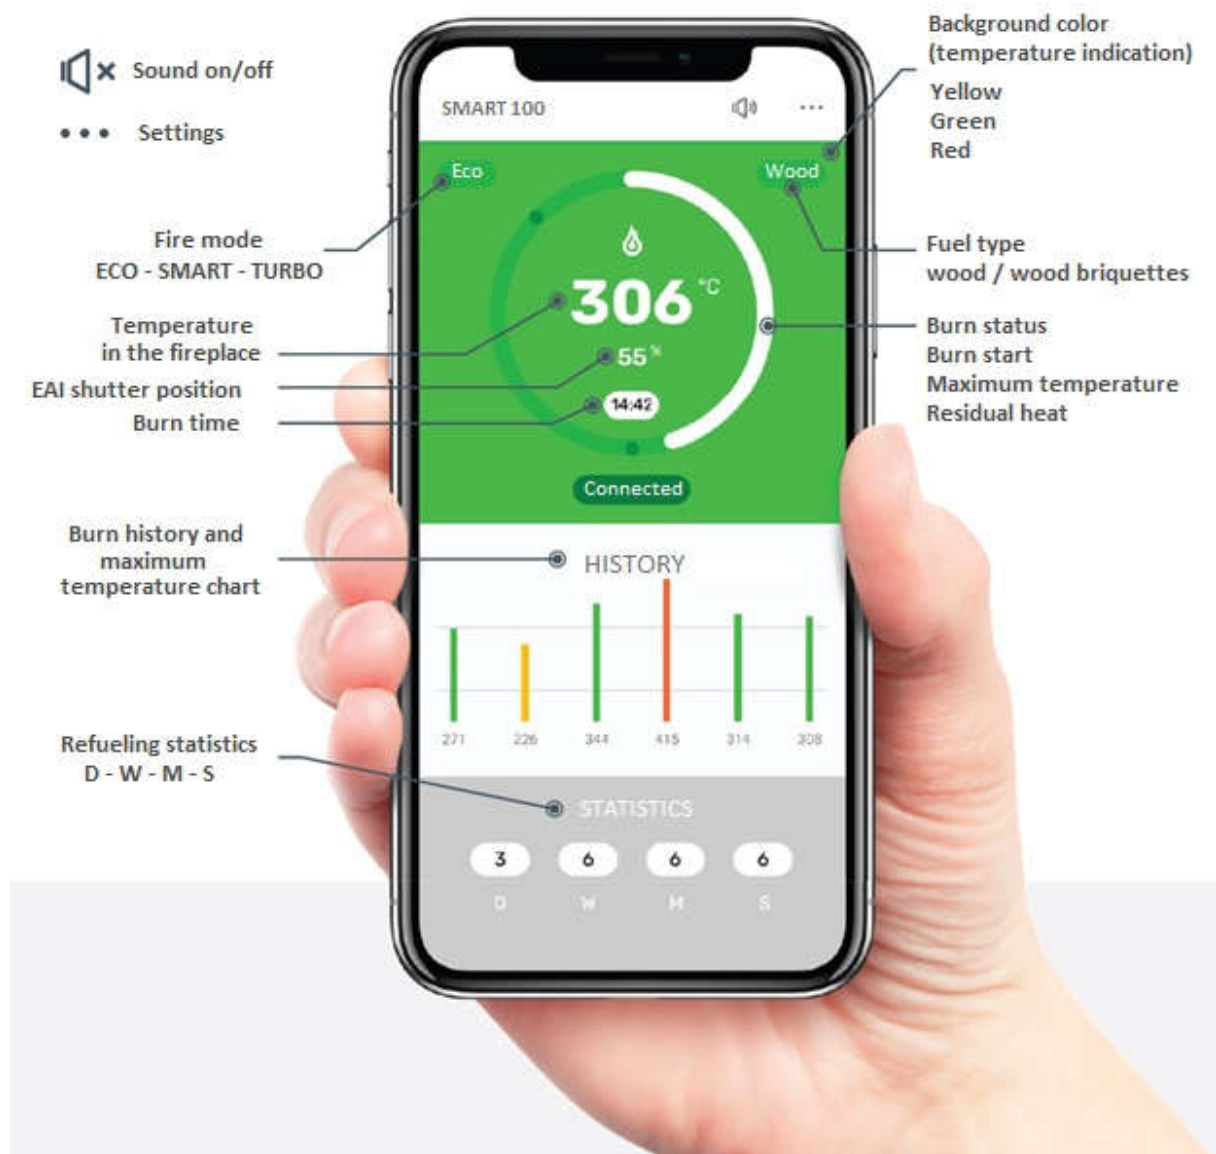 Sound on/off
Settings
Fire mode
ECO - SMART - TURBO
Temperature
in the fireplace
EAI shutter position
Burn time
Burn history and
maximum
temperature chart
Refueling statistics
D - W - M - S
SMART 100
Eco
Wood
306 °C
55 %
14:42
Connected
HISTORY
271 226 344 415 314 308
STATISTICS
3 6 6 6
D W M S
Background color
(temperature indication)
Yellow
Green
Red
Fuel type
wood / wood briquettes
Burn status
Burn start
Maximum temperature
Residual heat